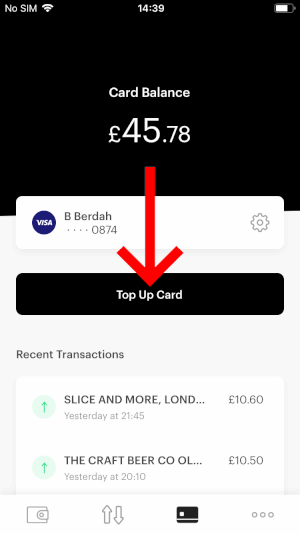 No SIM
14:39
Card Balance
£45.78
VISA
B Berdah
· · · · 0874
Top Up Card
Recent Transactions
SLICE AND MORE, LOND...
£10.60
Yesterday at 21:45
THE CRAFT BEER CO OL...
£10.50
Yesterday at 20:10